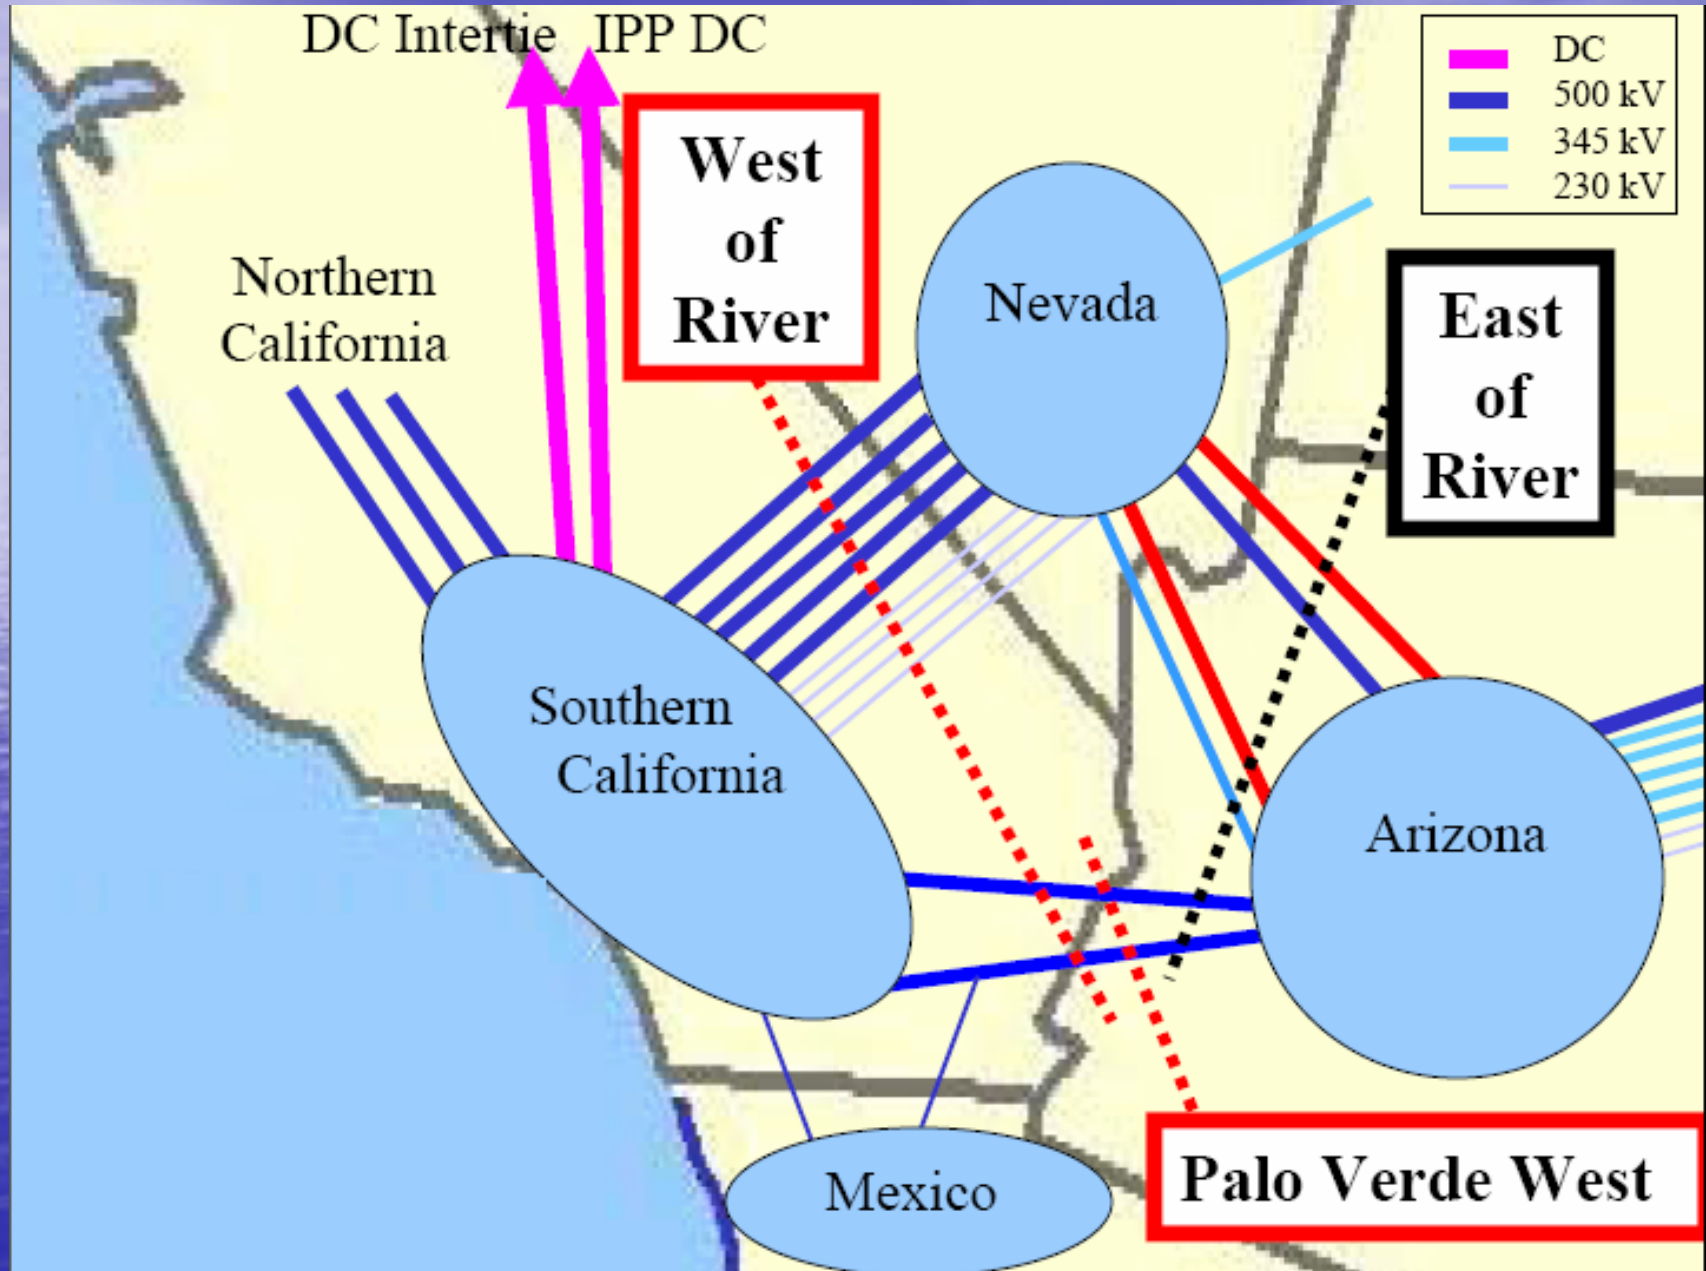 DC Intertie IPP DC
DC
500 kV
345 kV
230 kV
West
of
River
Northern
California
Nevada
East
of
River
Southern
California
Arizona
Mexico
Palo Verde West